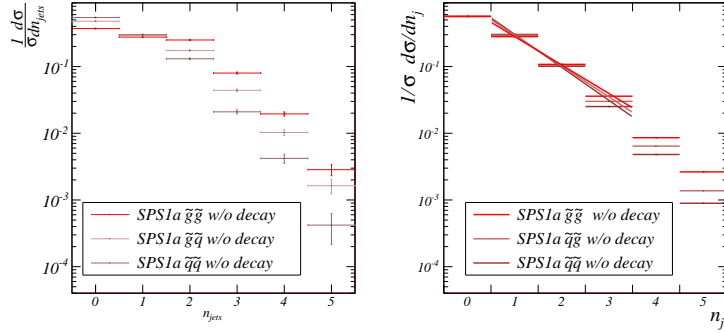 1/σ dσ/dn_jets
10^-1
10^-2
10^-3
10^-4
SPS1a g̃g̃ w/o decay
SPS1a g̃q̃ w/o decay
SPS1a q̃q̃ w/o decay
0 1 2 3 4 5
n_jets
1/σ dσ/dn_j
10^-1
10^-2
10^-3
10^-4
SPS1a g̃g̃ w/o decay
SPS1a q̃g̃ w/o decay
SPS1a q̃q̃ w/o decay
0 1 2 3 4 5
n_j